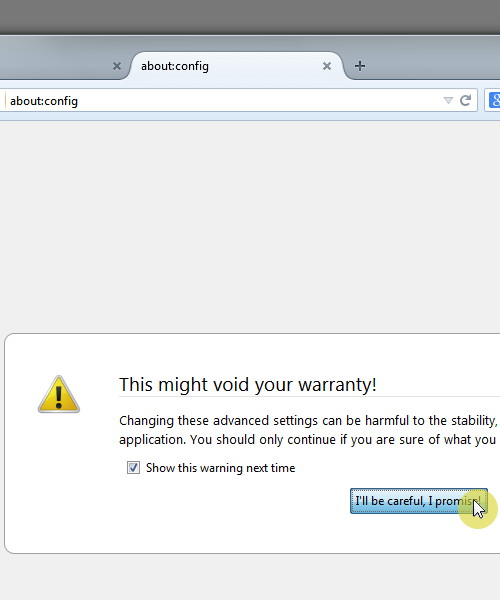 about:config
about:config
This might void your warranty!
Changing these advanced settings can be harmful to the stability,
application. You should only continue if you are sure of what you
Show this warning next time
I'll be careful, I promise!